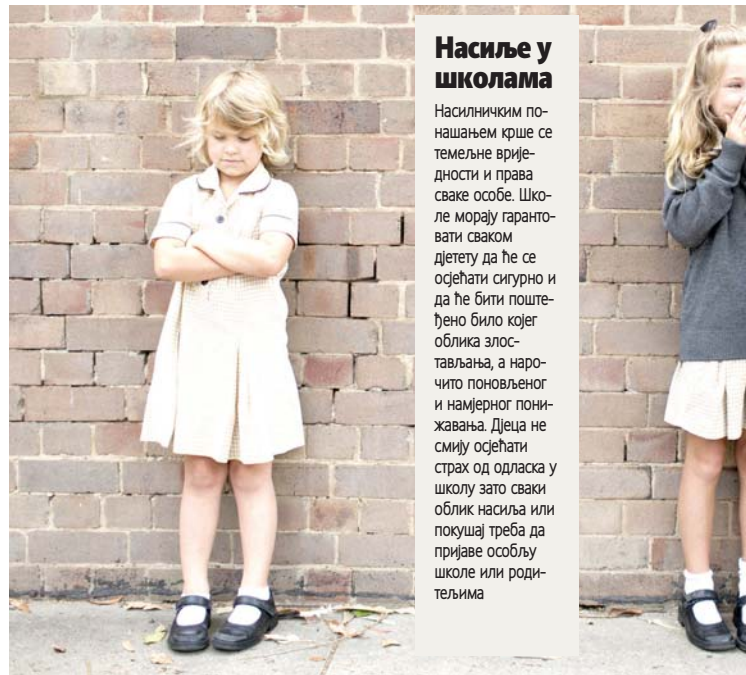 Насиље у
школама
Насилничким по-
нашањем крше се
темељне врије-
дности и права
сваке особе. Шко-
ле морају гаранто-
вати сваком
дјетету да ће се
осјећати сигурно и
да ће бити поште-
ђено било којег
облика злос-
тављања, а наро-
чито поновљеног
и намјерног пони-
жавања. Дјеца не
смију осјећати
страх од одласка у
школу зато сваки
облик насиља или
покушај треба да
пријаве особљу
школе или роди-
тељима